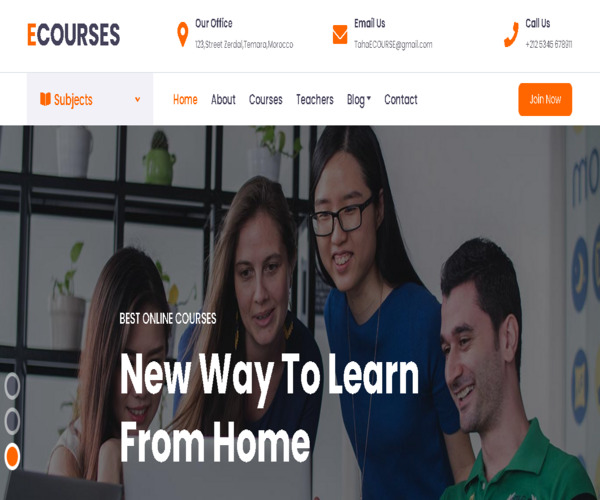 ECOURSES
Our Office
123,Street Zerdal,Temara,Morocco
Email Us
TahaECOURSE@gmail.com
Call Us
+212 5346 678911
Subjects
Home
About
Courses
Teachers
Blog
Contact
Join Now
BEST ONLINE COURSES
New Way To Learn
From Home